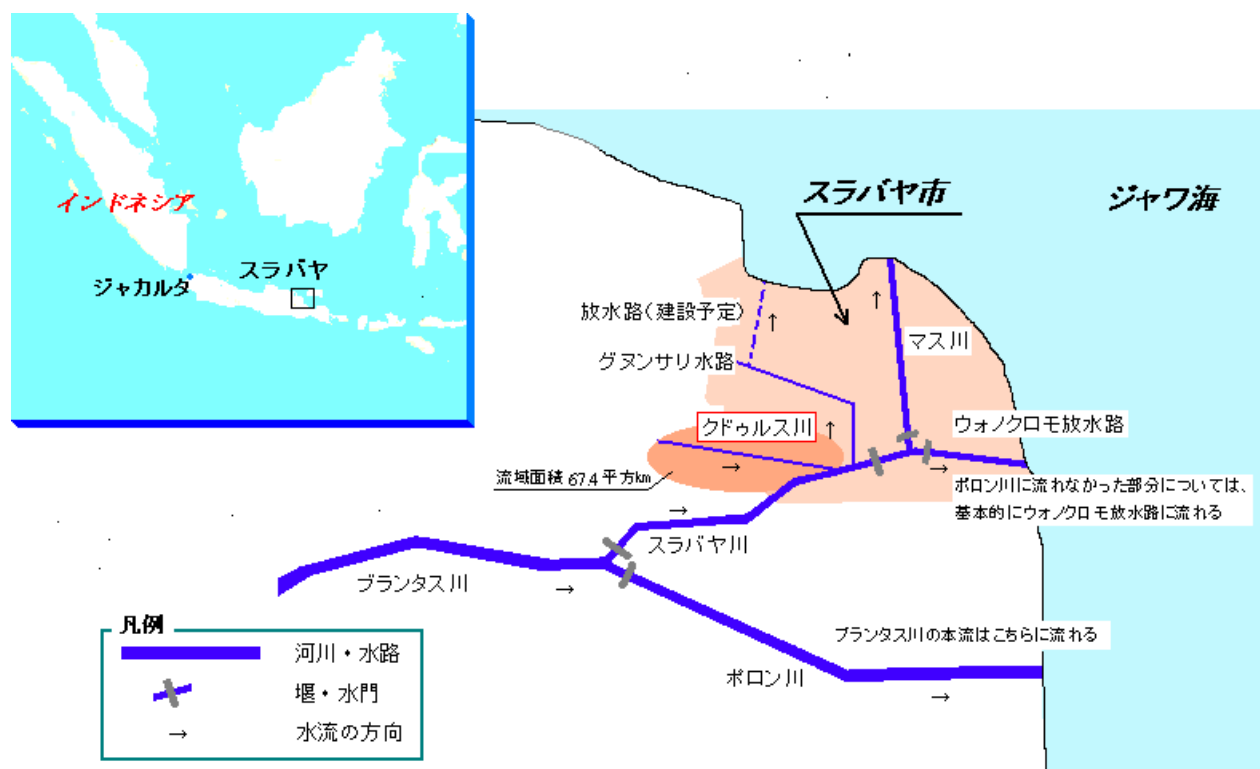 インドネシア
ジャカルタ
スラバヤ
スラバヤ市
ジャワ海
放水路(建設予定)
グヌンサリ水路
マス川
クドゥルス川
ウォノクロモ放水路
流域面積 67.4 平方km
ポロン川に流れなかった部分については、
基本的にウォノクロモ放水路に流れる
スラバヤ川
ブランタス川
ブランタス川の本流はこちらに流れる
ポロン川
凡例
河川・水路
堰・水門
→ 水流の方向